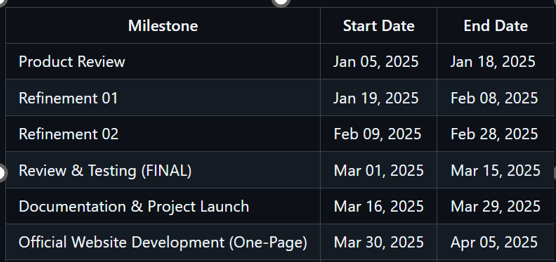 Milestone Start Date End Date
Product Review Jan 05, 2025 Jan 18, 2025
Refinement 01 Jan 19, 2025 Feb 08, 2025
Refinement 02 Feb 09, 2025 Feb 28, 2025
Review & Testing (FINAL) Mar 01, 2025 Mar 15, 2025
Documentation & Project Launch Mar 16, 2025 Mar 29, 2025
Official Website Development (One-Page) Mar 30, 2025 Apr 05, 2025